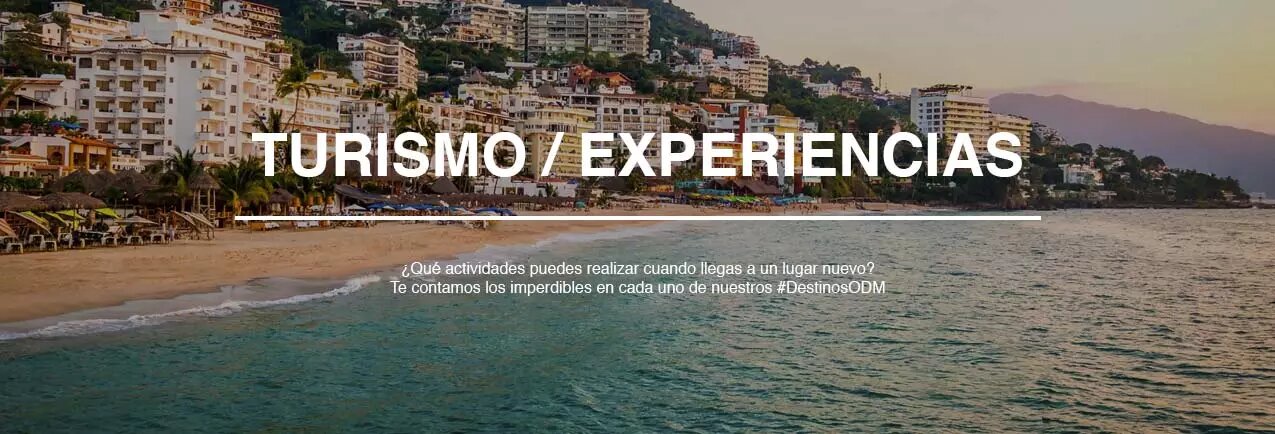 TURISMO / EXPERIENCIAS
¿Qué actividades puedes realizar cuando llegas a un lugar nuevo?
Te contamos los imperdibles en cada uno de nuestros #DestinosODM